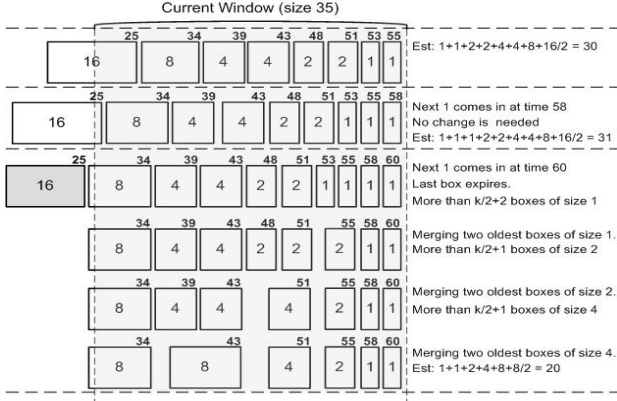 Current Window (size 35)
25 34 39 43 48 51 53 55
16 8 4 4 2 2 1 1
Est: 1+1+2+2+4+4+8+16/2 = 30
25 34 39 43 48 51 53 55 58
16 8 4 4 2 2 1 1 1
Next 1 comes in at time 58
No change is needed
Est: 1+1+1+2+2+4+4+8+16/2 = 31
25 34 39 43 48 51 53 55 58 60
16 8 4 4 2 2 1 1 1 1
Next 1 comes in at time 60
Last box expires.
More than k/2+2 boxes of size 1
34 39 43 48 51 55 58 60
8 4 4 2 2 2 1 1
Merging two oldest boxes of size 1.
More than k/2+1 boxes of size 2
34 39 43 51 55 58 60
8 4 4 4 2 1 1
Merging two oldest boxes of size 2.
More than k/2+1 boxes of size 4
34 43 51 55 58 60
8 8 4 2 1 1
Merging two oldest boxes of size 4.
Est: 1+1+2+4+8+8/2 = 20